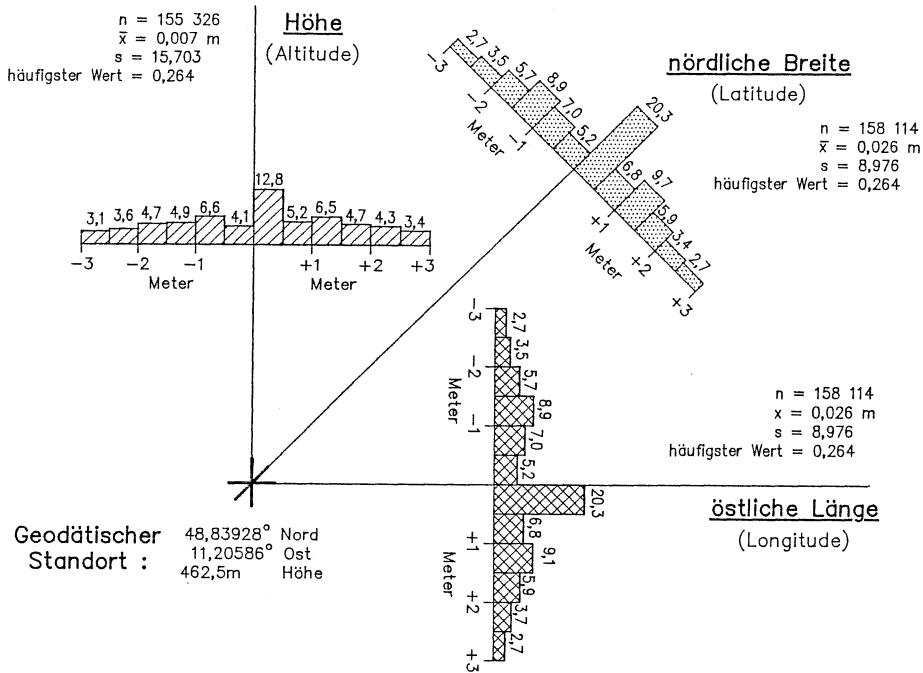 n = 155 326
x̄ = 0,007 m
s = 15,703
häufigster Wert = 0,264
Höhe
(Altitude)
3,1 3,6 4,7 4,9 6,6 4,1 12,8 5,2 6,5 4,7 4,3 3,4
-3 -2 -1 +1 +2 +3
Meter Meter
nördliche Breite
(Latitude)
n = 158 114
x̄ = 0,026 m
s = 8,976
häufigster Wert = 0,264
2,7 3,5 5,7 8,9 7,0 5,2 20,3 6,8 9,7 5,9 3,4 2,7
-3 -2 -1 +1 +2 +3
Meter Meter
-3 -2 -1 +1 +2 +3
Meter Meter
2,7 3,5 5,7 8,9 7,0 5,2 20,3 6,8 9,1 5,9 3,7 2,7
n = 158 114
x = 0,026 m
s = 8,976
häufigster Wert = 0,264
östliche Länge
(Longitude)
Geodätischer 48,83928° Nord
Standort : 11,20586° Ost
462,5m Höhe